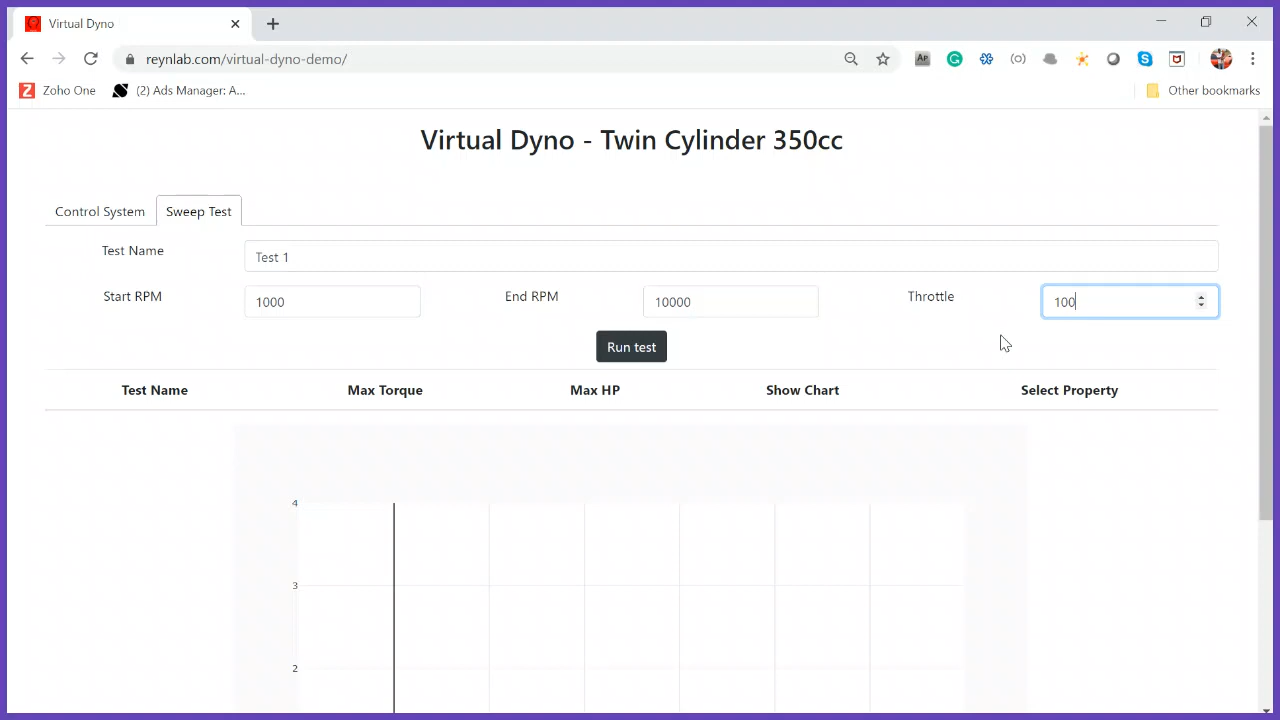 Virtual Dyno
reynlab.com/virtual-dyno-demo/
AP
Zoho One
(2) Ads Manager: A...
Other bookmarks
Virtual Dyno - Twin Cylinder 350cc
Control System
Sweep Test
Test Name
Test 1
Start RPM
1000
End RPM
10000
Throttle
100
Run test
Test Name
Max Torque
Max HP
Show Chart
Select Property
4
3
2